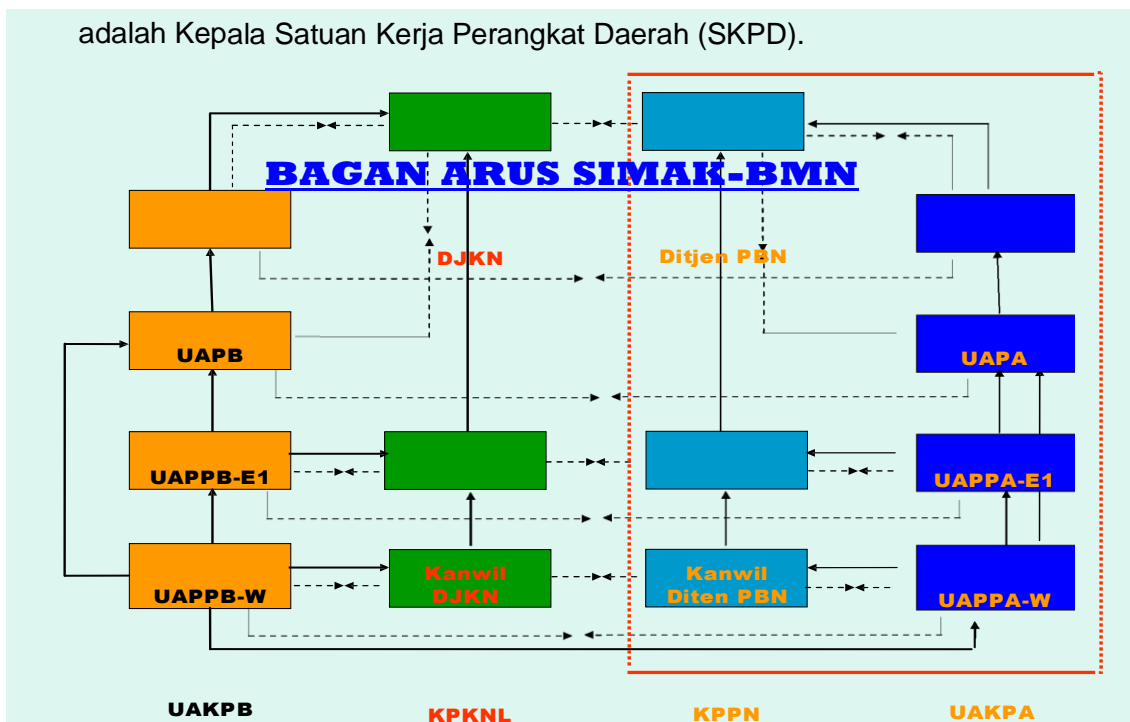 adalah Kepala Satuan Kerja Perangkat Daerah (SKPD).
BAGAN ARUS SIMAK-BMN
DJKN
Ditjen PBN
UAPB
UAPA
UAPPB-E1
UAPPA-E1
UAPPB-W
Kanwil
DJKN
Kanwil
Diten PBN
UAPPA-W
UAKPB
KPKNL
KPPN
UAKPA